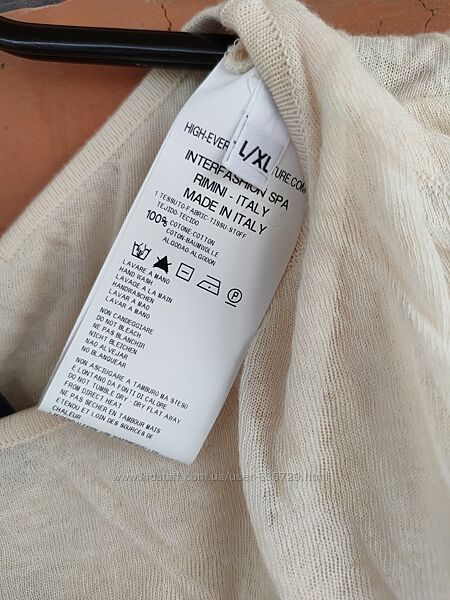 L/XL
HIGH-EVER TURE.COM
INTERFASHION SPA
RIMINI - ITALY
MADE IN ITALY
1 TESSUTO-FABRIC-TISSU-STOFF
TEJIDO-TECIDO
100% COTONE-COTTON
COTON-BAUMWOLLE
ALGODAO-ALGODON
LAVARE A MANO
HAND WASH
LAVAGE A LA MAIN
HANDWASCHEN
LAVAR A MAO
LAVAR A MANO
NON CANDEGGIARE
DO NOT BLEACH
NE PAS BLANCHIR
NICHT BLEICHEN
NAO ALVEJAR
NO BLANQUEAR
NON ASCIUGARE A TAMBURO MA STESO
E LONTANO DA FONTI DI CALORE
DO NOT TUMBLE DRY - DRY FLAT AWAY
FROM DIRECT HEAT
NE PAS SECHER EN TAMBOUR MAIS
ETENDU ET LOIN DES SOURCES DE
CHALEUR